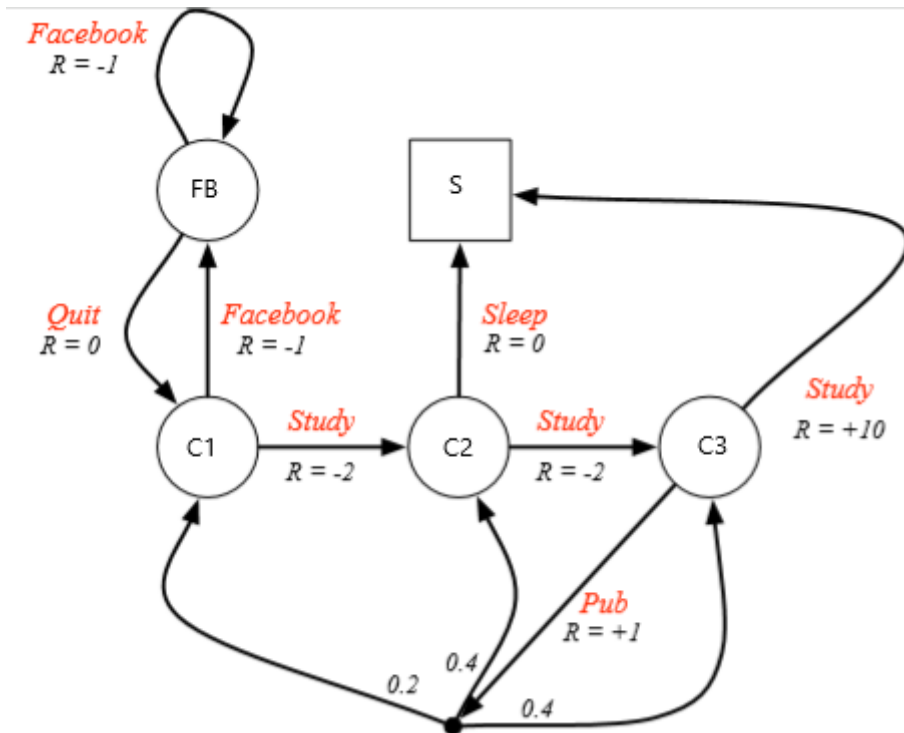 Facebook
R = -1
FB
S
Quit
R = 0
Facebook
R = -1
Sleep
R = 0
Study
R = -2
Study
R = -2
Study
R = +10
C1
C2
C3
Pub
R = +1
0.4
0.2
0.4